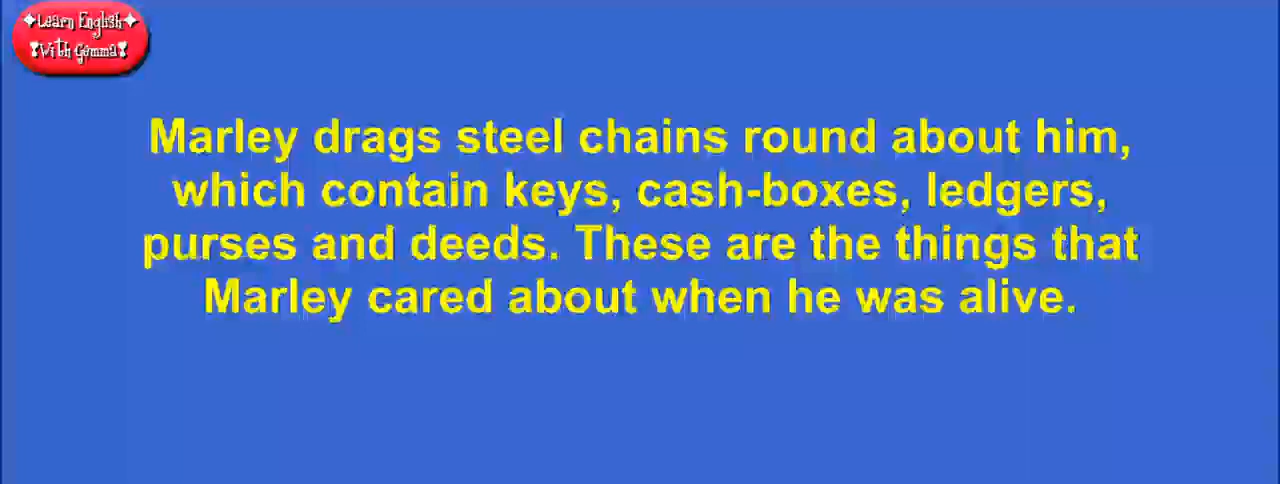 Learn English
With Gemma
Marley drags steel chains round about him,
which contain keys, cash-boxes, ledgers,
purses and deeds. These are the things that
Marley cared about when he was alive.